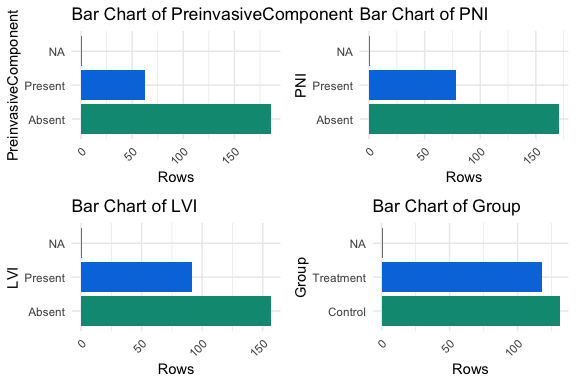 Bar Chart of PreinvasiveComponent
PreinvasiveComponent
NA
Present
Absent
0
50
100
150
Rows
Bar Chart of PNI
PNI
NA
Present
Absent
0
50
100
150
Rows
Bar Chart of LVI
LVI
NA
Present
Absent
0
50
100
150
Rows
Bar Chart of Group
Group
NA
Treatment
Control
0
50
100
Rows